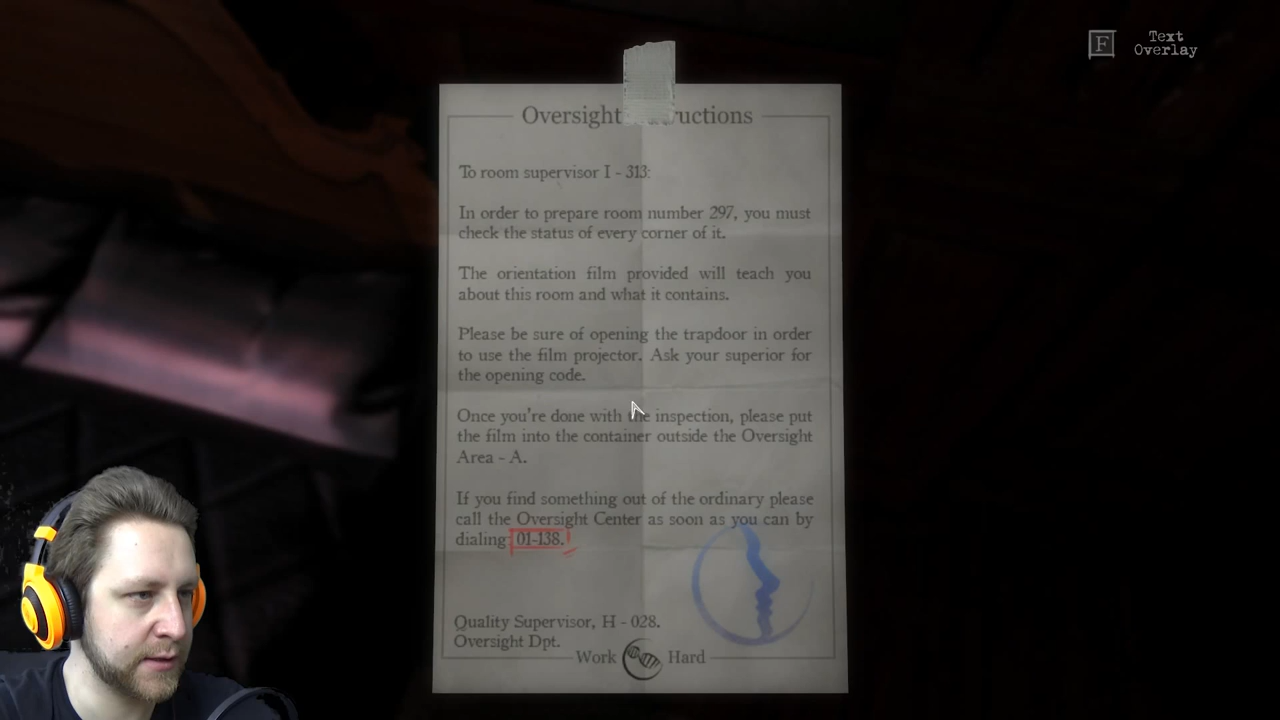 F Text
Overlay
Oversight ructions
To room supervisor I - 313:
In order to prepare room number 297, you must
check the status of every corner of it.
The orientation film provided will teach you
about this room and what it contains.
Please be sure of opening the trapdoor in order
to use the film projector. Ask your superior for
the opening code.
Once you're done with the inspection, please put
the film into the container outside the Oversight
Area - A.
If you find something out of the ordinary please
call the Oversight Center as soon as you can by
dialing 01-138.
Quality Supervisor, H - 028.
Oversight Dpt.
Work Hard